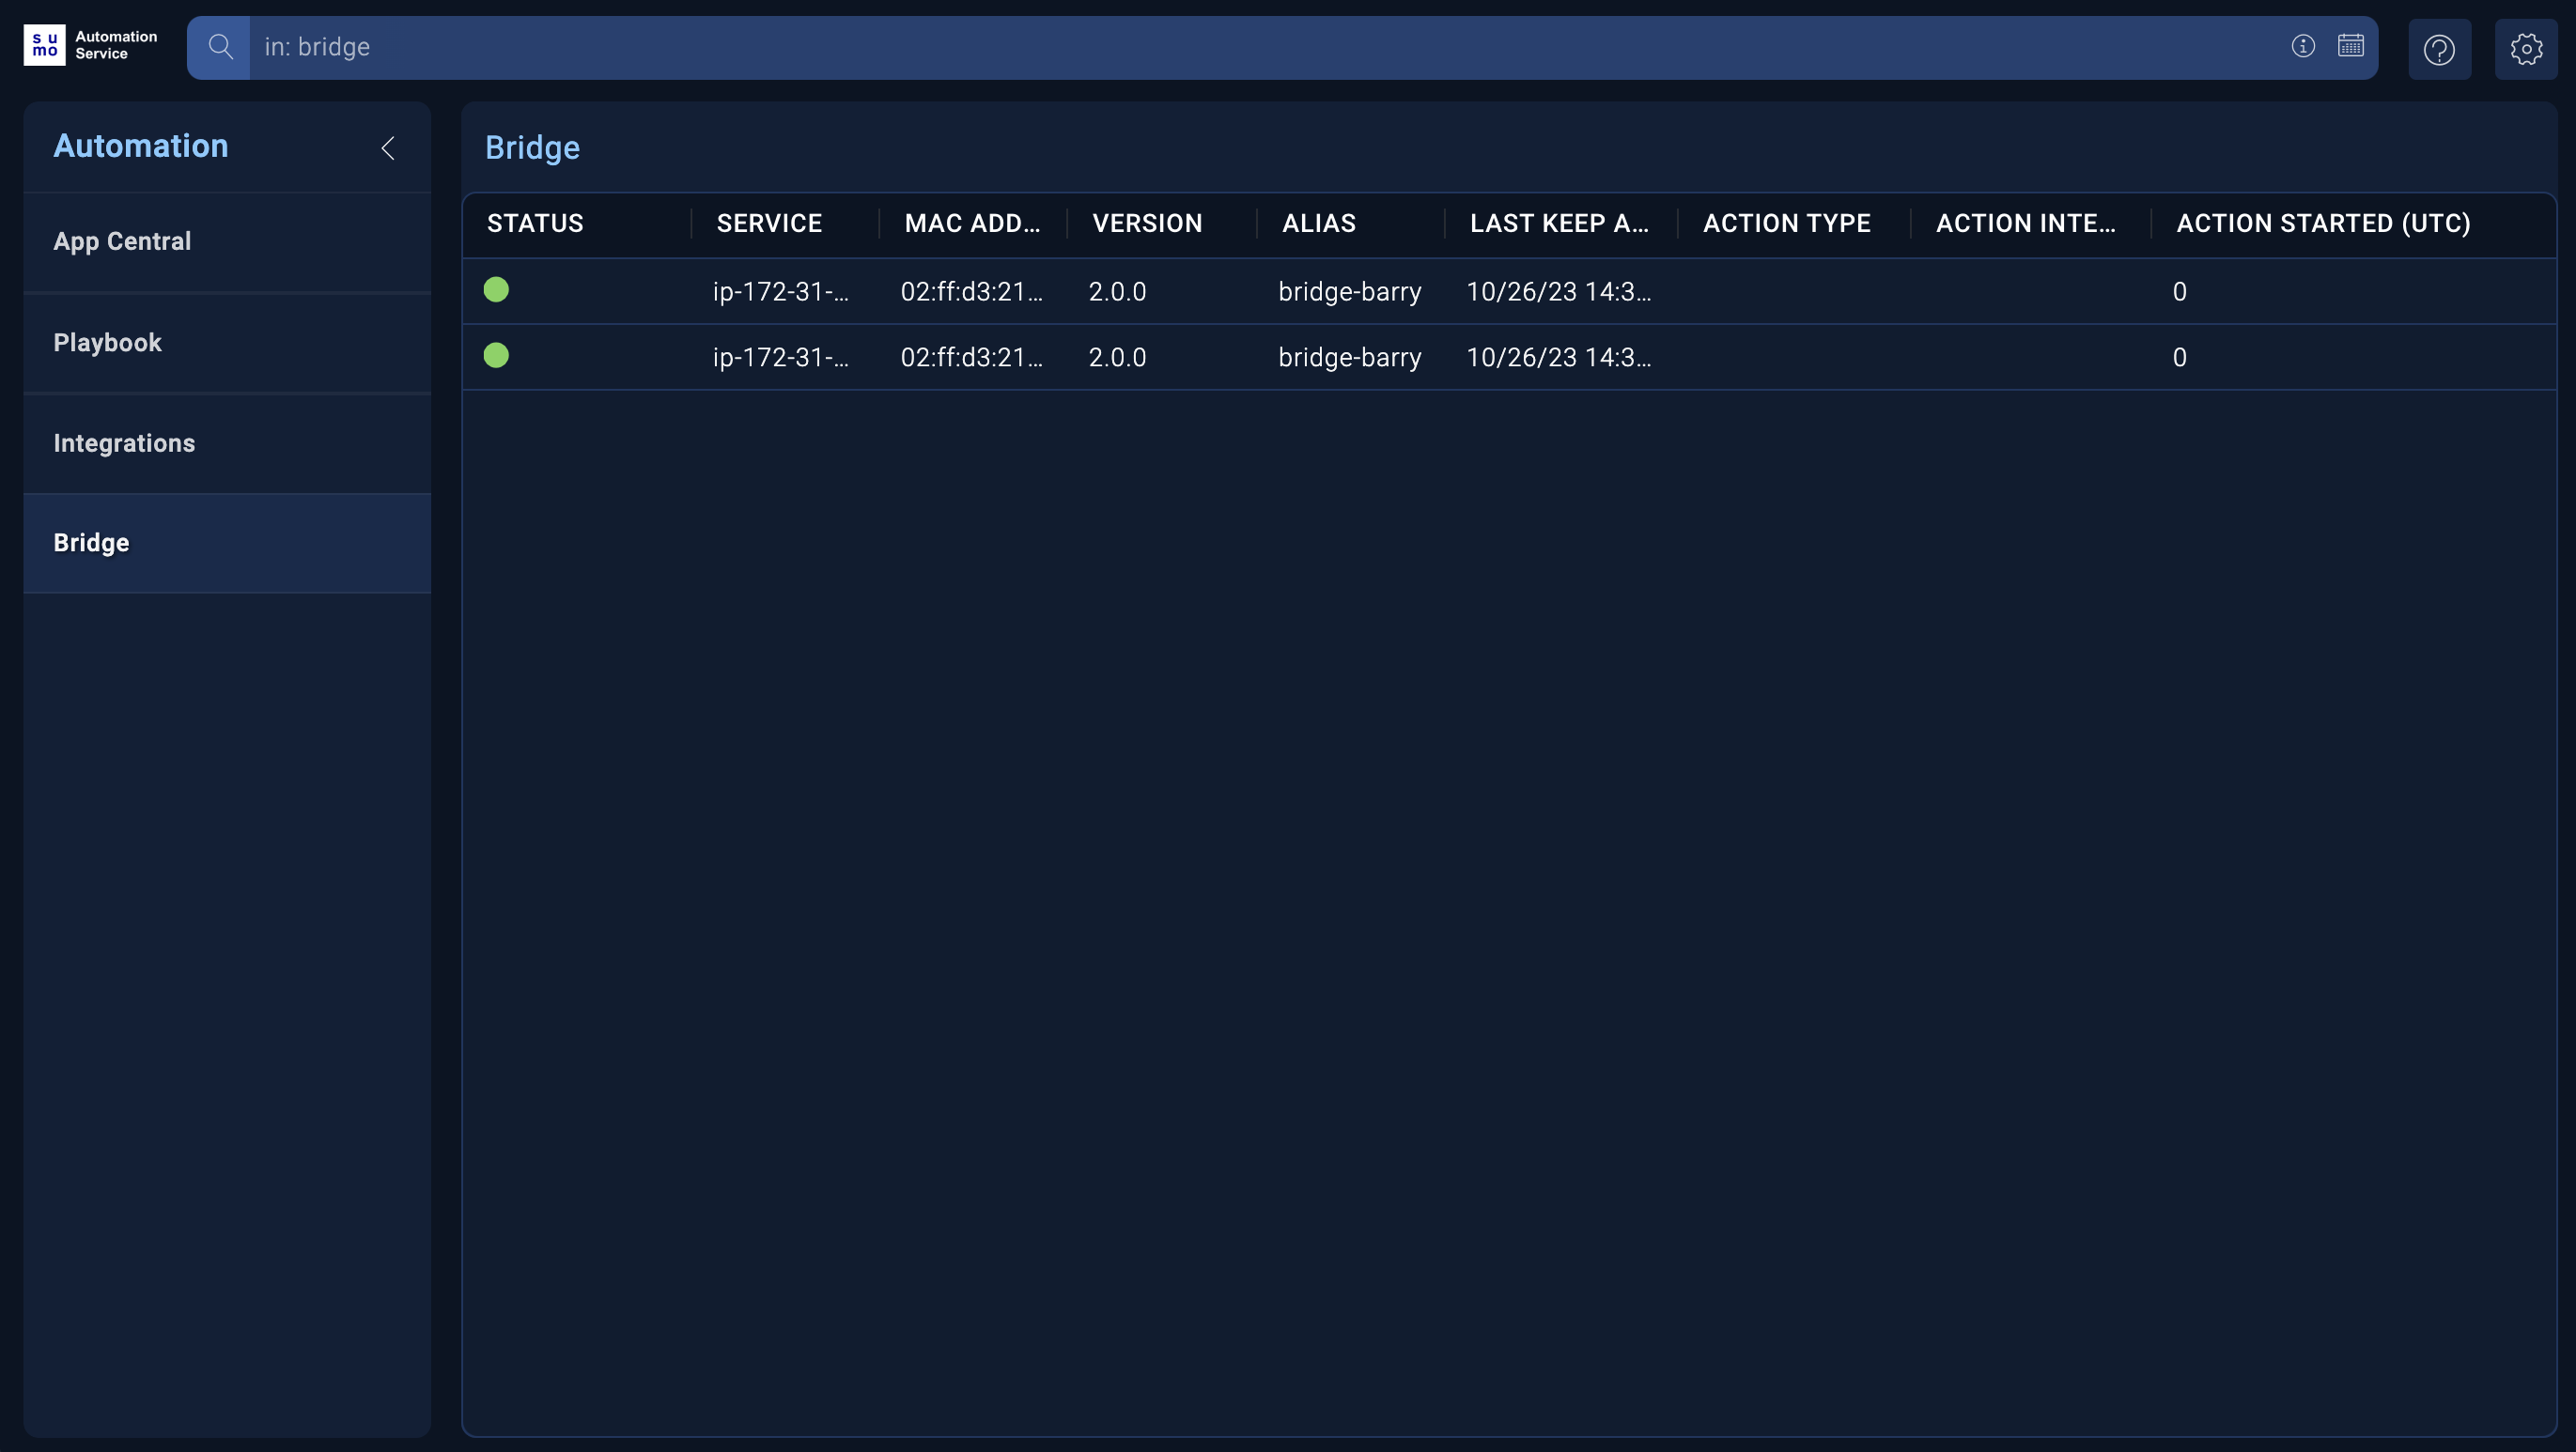 su
mo
Automation
Service
in: bridge
Automation
App Central
Playbook
Integrations
Bridge
Bridge
STATUS SERVICE MAC ADD... VERSION ALIAS LAST KEEP A... ACTION TYPE ACTION INTE... ACTION STARTED (UTC)
ip-172-31-... 02:ff:d3:21... 2.0.0 bridge-barry 10/26/23 14:3... 0
ip-172-31-... 02:ff:d3:21... 2.0.0 bridge-barry 10/26/23 14:3... 0